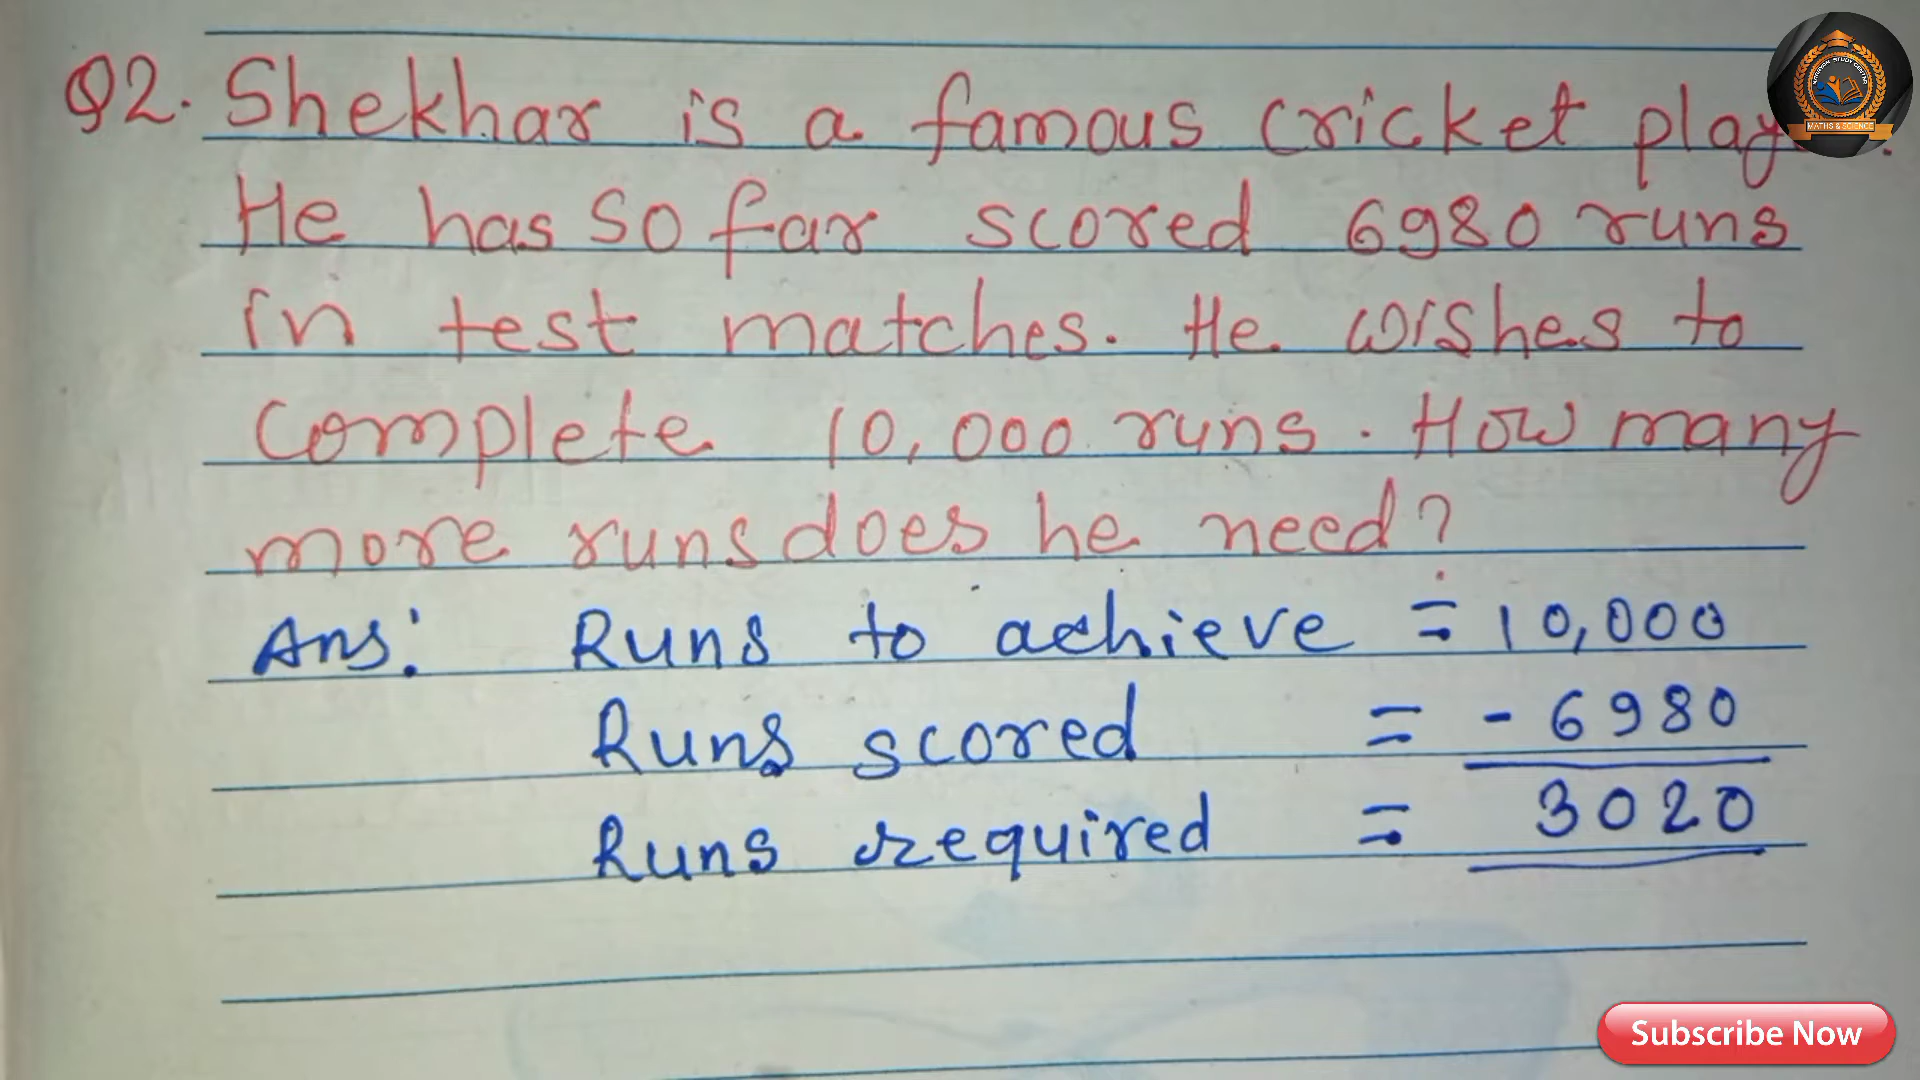 Q2. Shekhar is a famous cricket
He has so far scored 6980 runs
in test matches. He wishes to
complete 10,000 runs. How many
more runs does he need?
Ans: Runs to achieve = 10,000
Runs scored = - 6980
Runs required = 3020
MATHS & SCIENCE
Subscribe Now